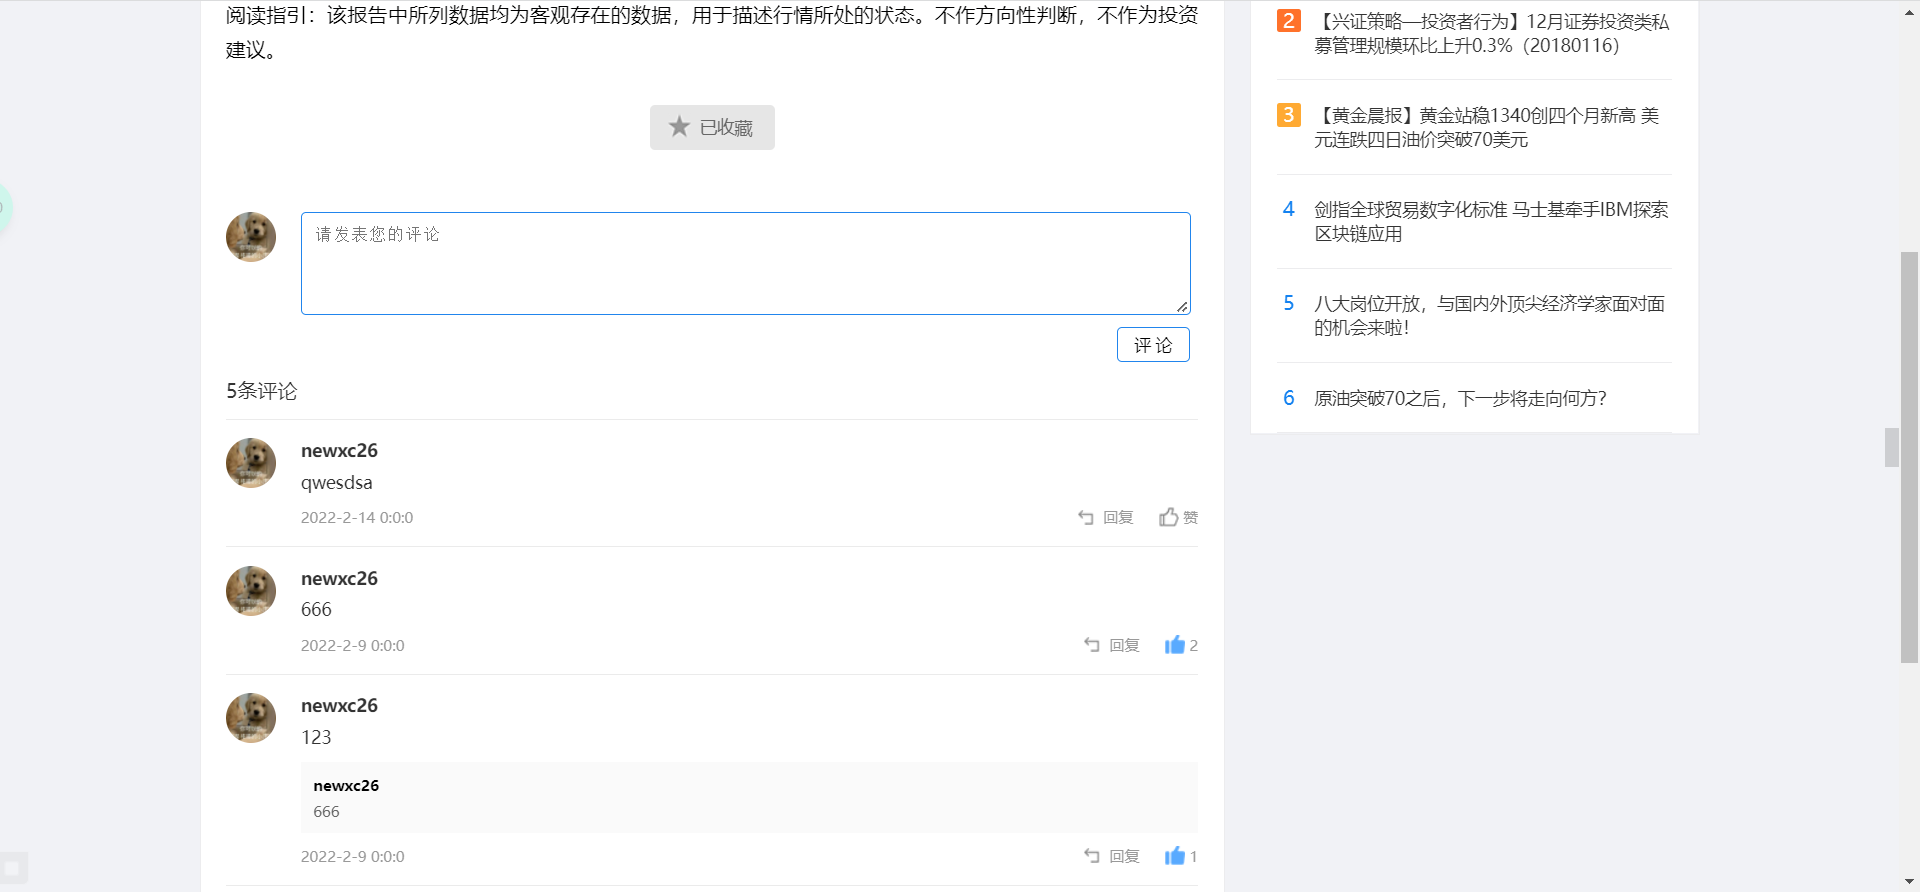 阅读指引：该报告中所列数据均为客观存在的数据，用于描述行情所处的状态。不作方向性判断，不作为投资
建议。
已收藏
请发表您的评论
评 论
5条评论
newxc26
qwesdsa
2022-2-14 0:0:0
回复
赞
newxc26
666
2022-2-9 0:0:0
回复
2
newxc26
123
newxc26
666
2022-2-9 0:0:0
回复
1
2
【兴证策略—投资者行为】12月证券投资类私
募管理规模环比上升0.3%（20180116）
3
【黄金晨报】黄金站稳1340创四个月新高 美
元连跌四日油价突破70美元
4
剑指全球贸易数字化标准 马士基牵手IBM探索
区块链应用
5
八大岗位开放，与国内外顶尖经济学家面对面
的机会来啦！
6
原油突破70之后，下一步将走向何方？